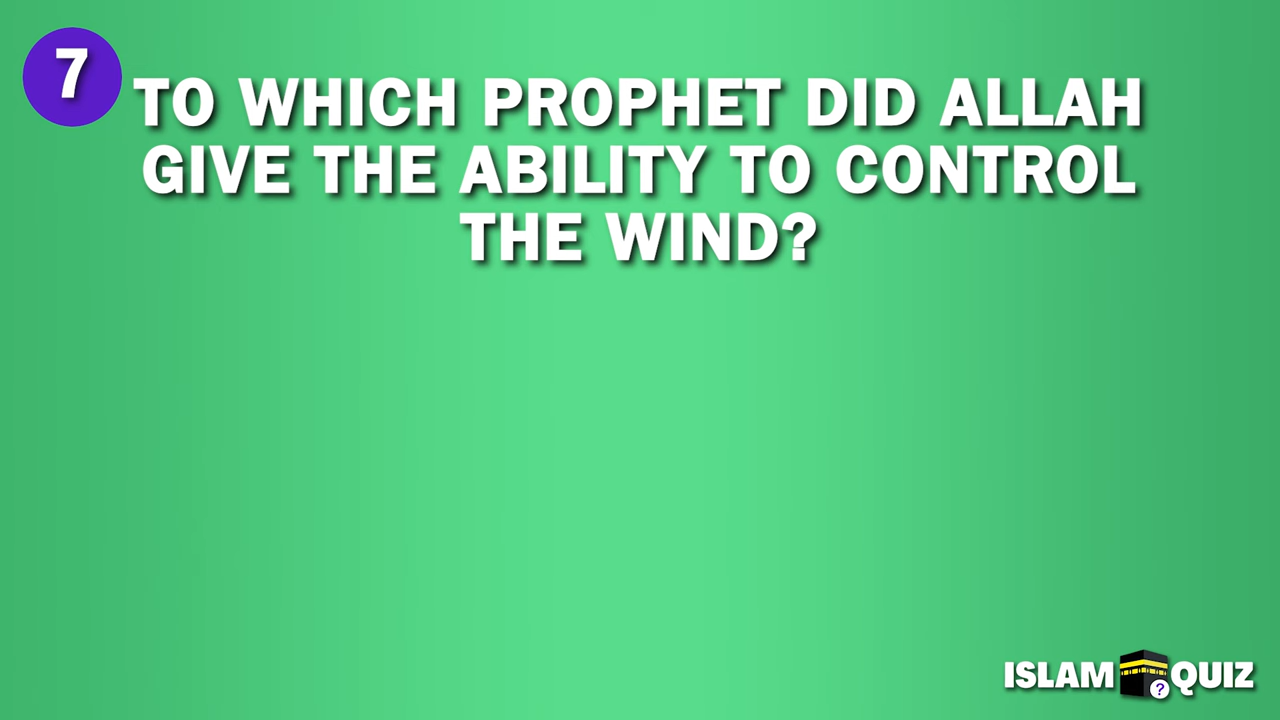 7
TO WHICH PROPHET DID ALLAH
GIVE THE ABILITY TO CONTROL
THE WIND?
ISLAM QUIZ
?